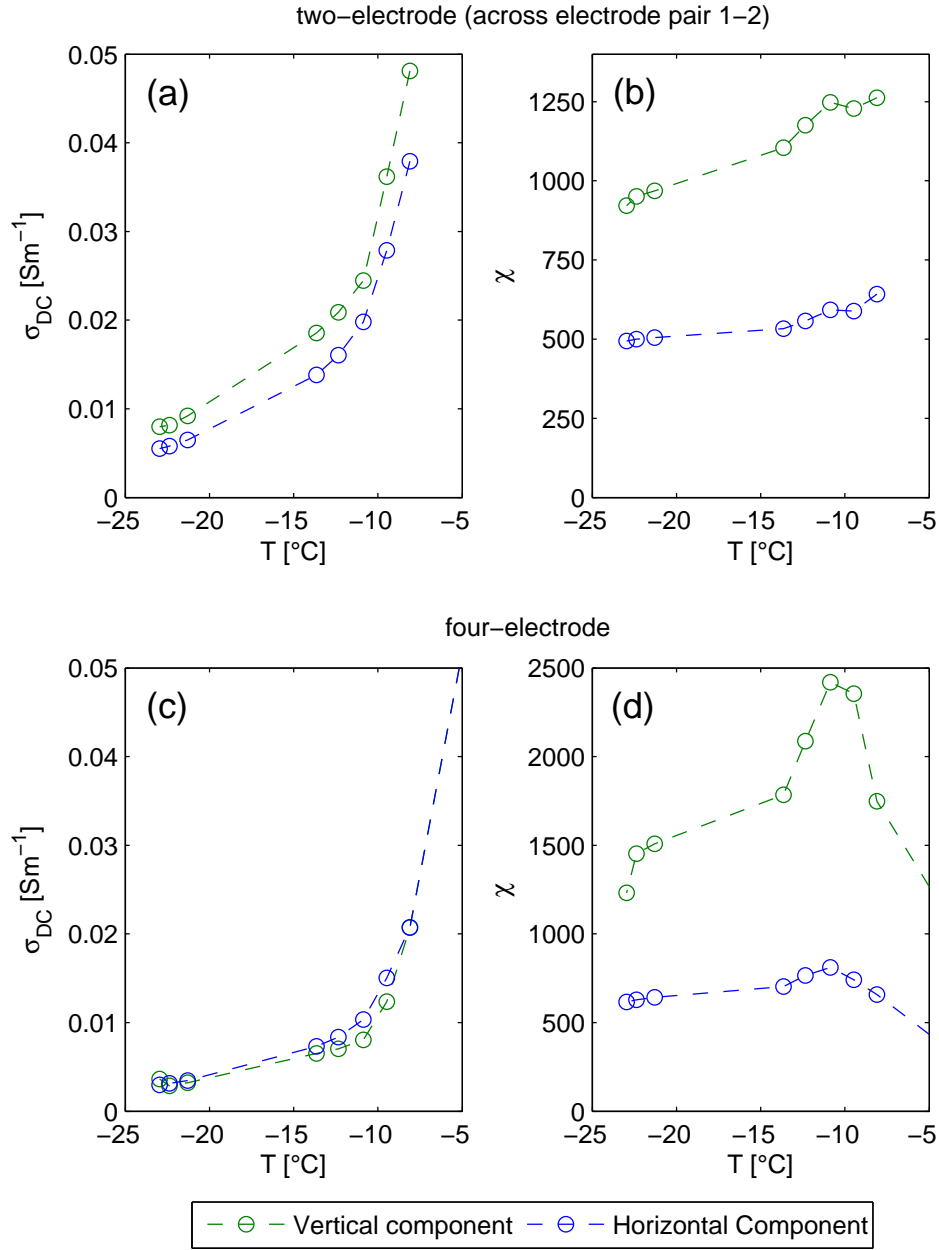 two−electrode (across electrode pair 1−2)
(a)
0.05
0.04
0.03
0.02
0.01
0
σDC [Sm−1]
−25 −20 −15 −10 −5
T [°C]
(b)
1250
1000
750
500
250
0
χ
−25 −20 −15 −10 −5
T [°C]
four−electrode
(c)
0.05
0.04
0.03
0.02
0.01
0
σDC [Sm−1]
−25 −20 −15 −10 −5
T [°C]
(d)
2500
2000
1500
1000
500
0
χ
−25 −20 −15 −10 −5
T [°C]
Vertical component Horizontal Component